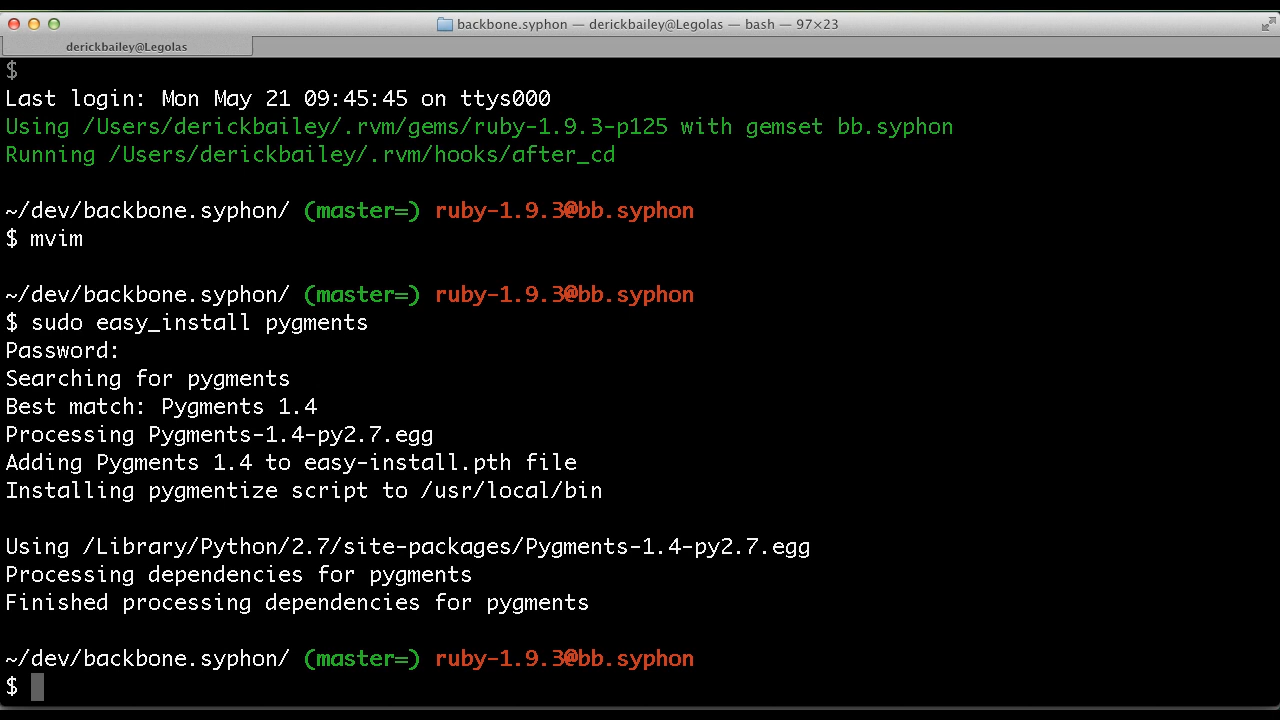 backbone.syphon — derickbailey@Legolas — bash — 97×23
derickbailey@Legolas
$
Last login: Mon May 21 09:45:45 on ttys000
Using /Users/derickbailey/.rvm/gems/ruby-1.9.3-p125 with gemset bb.syphon
Running /Users/derickbailey/.rvm/hooks/after_cd
~/dev/backbone.syphon/ (master=) ruby-1.9.3@bb.syphon
$ mvim
~/dev/backbone.syphon/ (master=) ruby-1.9.3@bb.syphon
$ sudo easy_install pygments
Password:
Searching for pygments
Best match: Pygments 1.4
Processing Pygments-1.4-py2.7.egg
Adding Pygments 1.4 to easy-install.pth file
Installing pygmentize script to /usr/local/bin
Using /Library/Python/2.7/site-packages/Pygments-1.4-py2.7.egg
Processing dependencies for pygments
Finished processing dependencies for pygments
~/dev/backbone.syphon/ (master=) ruby-1.9.3@bb.syphon
$